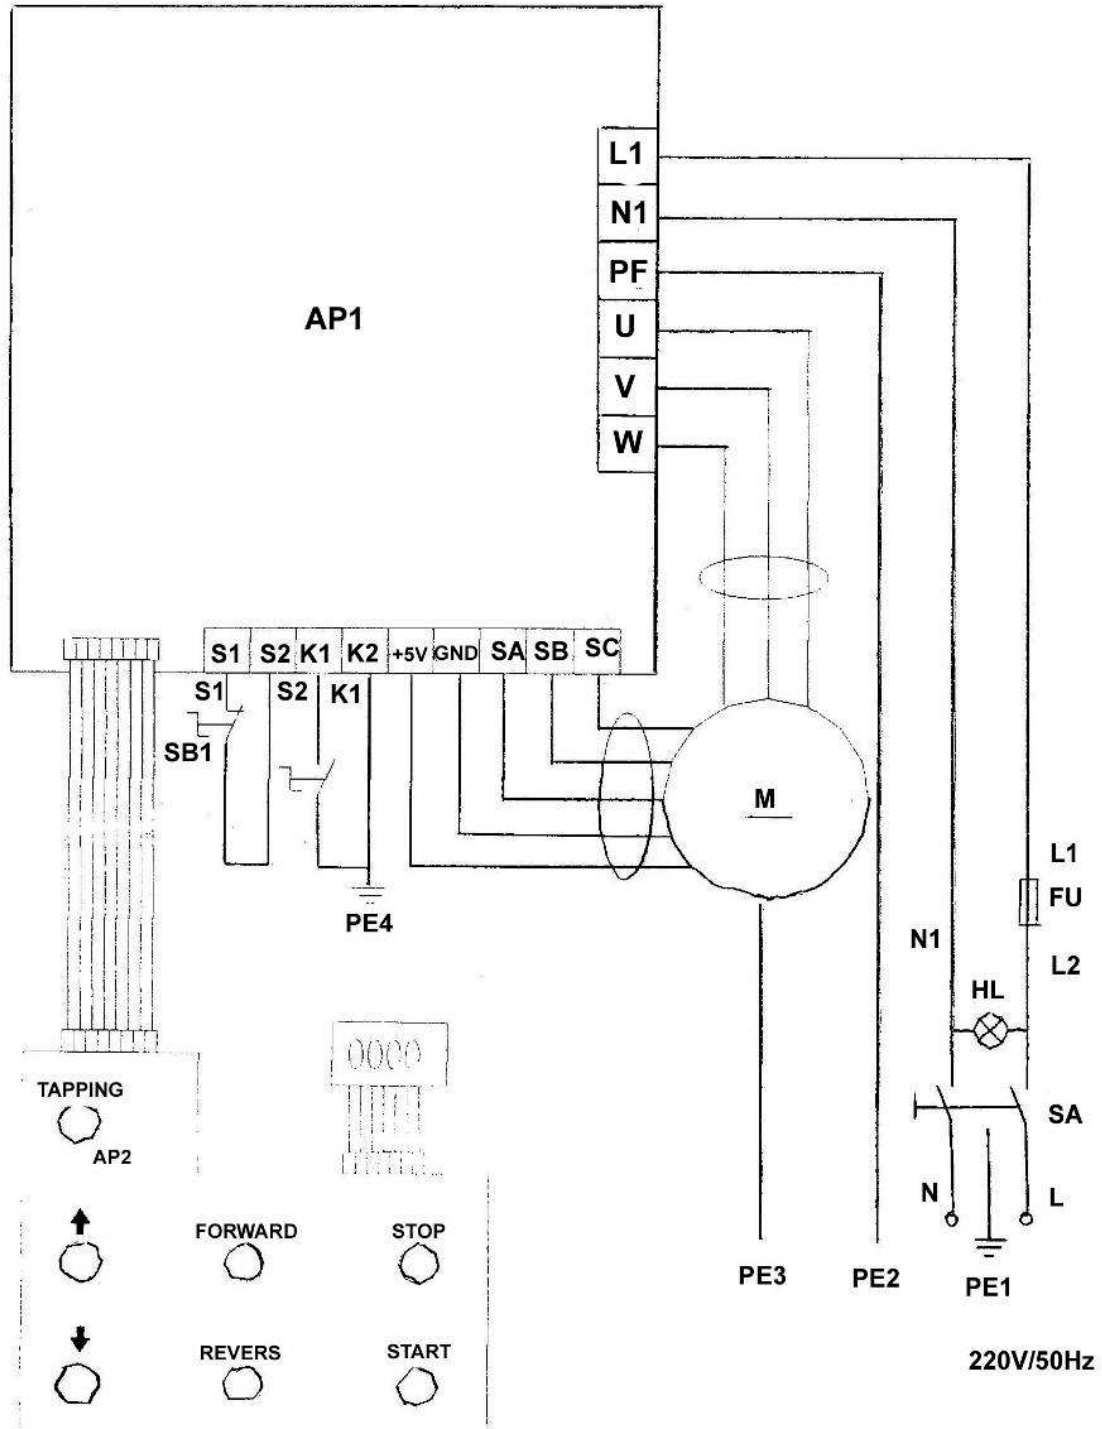 L1
N1
PF
AP1
U
V
W
S1 S2 K1 K2 +5V GND SA SB SC
S1 S2 K1
SB1
M
L1
FU
PE4
N1
L2
HL
0000
TAPPING
AP2
SA
N L
FORWARD STOP
PE3 PE2 PE1
REVERS START
220V/50Hz